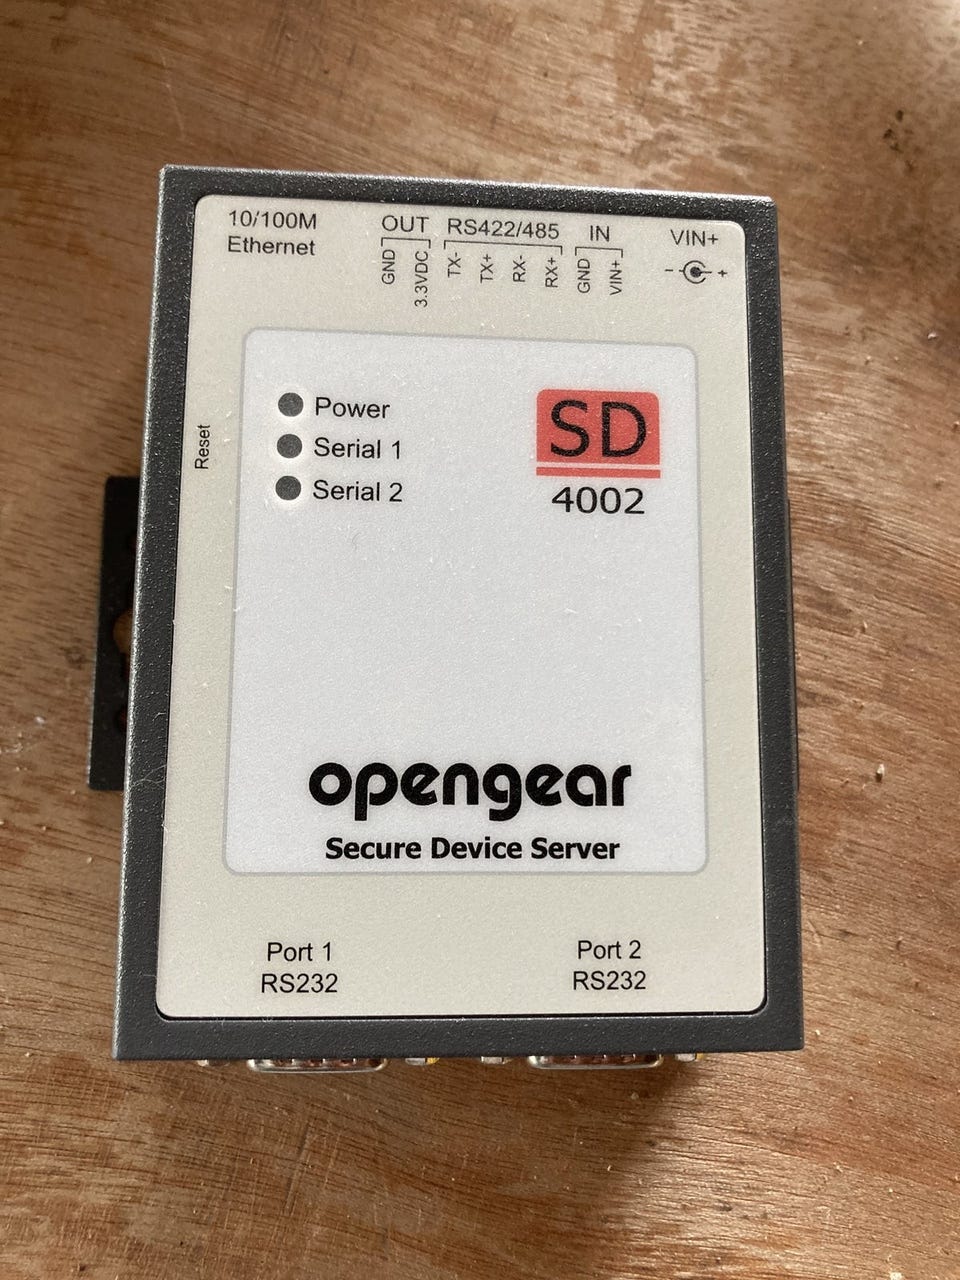 10/100M
Ethernet
OUT RS422/485 IN
GND 3.3VDC TX- TX+ RX- RX+ GND VIN+
VIN+
- +
Reset
Power
Serial 1
Serial 2
SD
4002
opengear
Secure Device Server
Port 1
RS232
Port 2
RS232